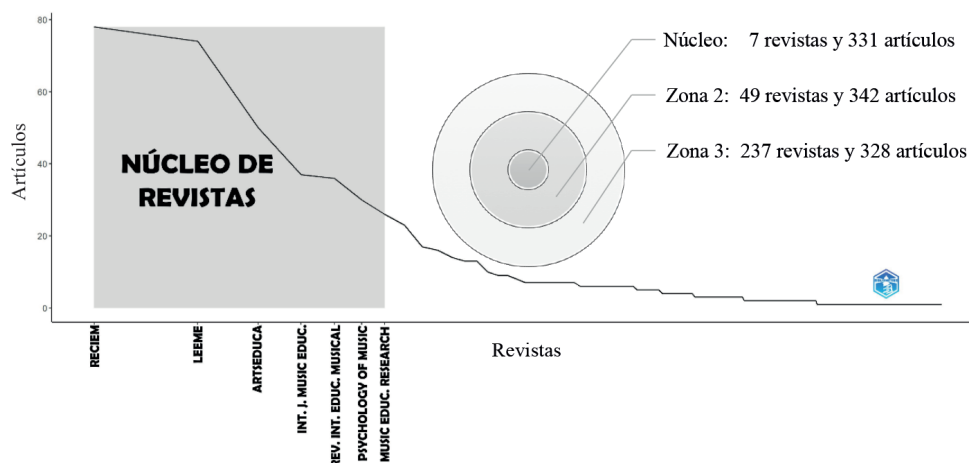 80
60
40
20
0
Artículos
NÚCLEO DE
REVISTAS
Núcleo: 7 revistas y 331 artículos
Zona 2: 49 revistas y 342 artículos
Zona 3: 237 revistas y 328 artículos
RECIEM
LEEME
ARTSEDUCA
INT. J. MUSIC EDUC.
REV. INT. EDUC. MUSICAL
PSYCHOLOGY OF MUSIC
MUSIC EDUC. RESEARCH
Revistas